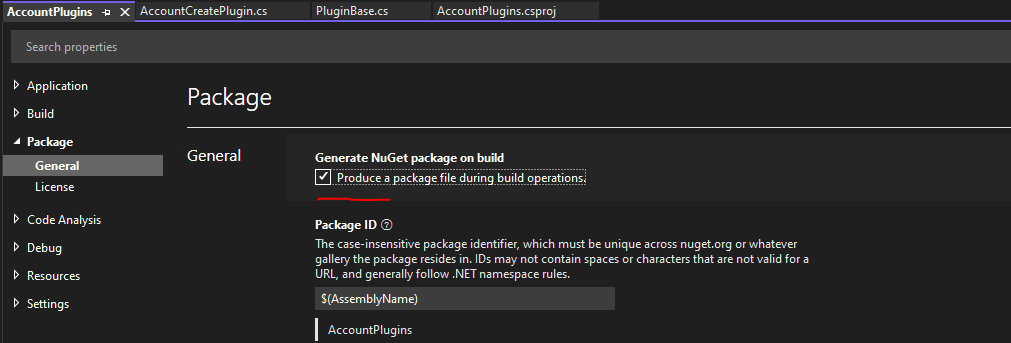 AccountPlugins AccountCreatePlugin.cs PluginBase.cs AccountPlugins.csproj
Search properties
Application
Build
Package
General
License
Code Analysis
Debug
Resources
Settings
Package
General
Generate NuGet package on build
Produce a package file during build operations.
Package ID
The case-insensitive package identifier, which must be unique across nuget.org or whatever
gallery the package resides in. IDs may not contain spaces or characters that are not valid for a
URL, and generally follow .NET namespace rules.
$(AssemblyName)
AccountPlugins